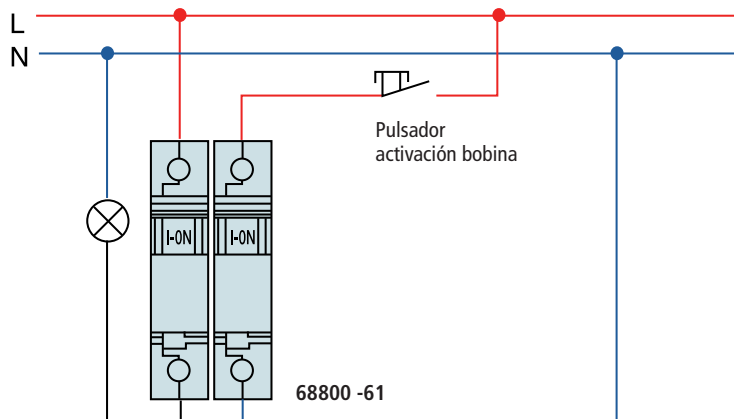 L
N
Pulsador
activación bobina
I-ON I-ON
68800 -61